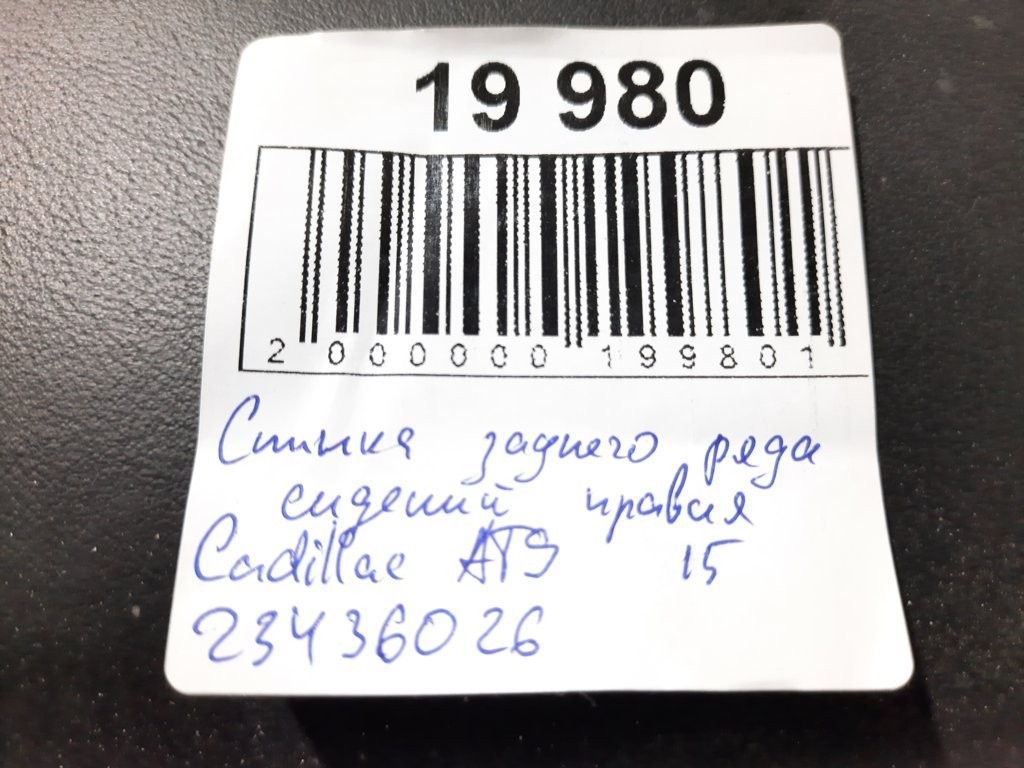 19 980
2 000000 199801
Спинка заднего ряда
сидений правая
Cadillac ATS 15
23436026